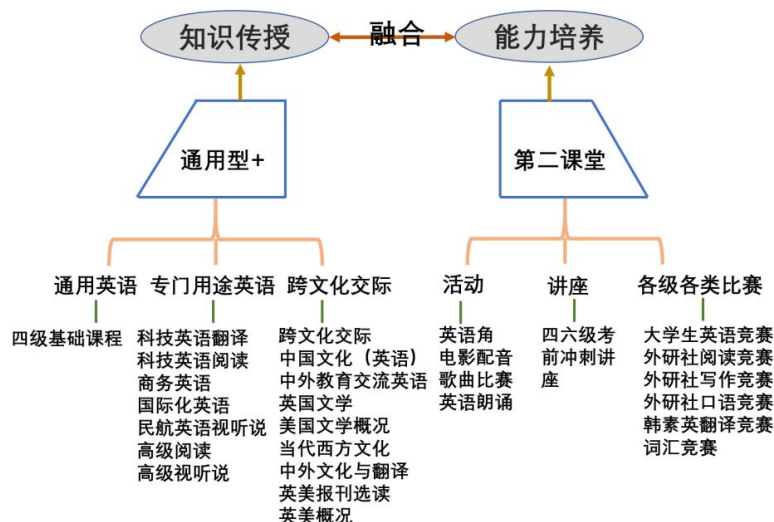 知识传授
融合
能力培养
通用型+
第二课堂
通用英语
专门用途英语
跨文化交际
活动
讲座
各级各类比赛
四级基础课程
科技英语翻译
科技英语阅读
商务英语
国际化英语
民航英语视听说
高级阅读
高级视听说
跨文化交际
中国文化（英语）
中外教育交流英语
英国文学
美国文学概况
当代西方文化
中外文化与翻译
英美报刊选读
英美概况
英语角
电影配音
歌曲比赛
英语朗诵
四六级考
前冲刺讲
座
大学生英语竞赛
外研社阅读竞赛
外研社写作竞赛
外研社口语竞赛
韩素英翻译竞赛
词汇竞赛